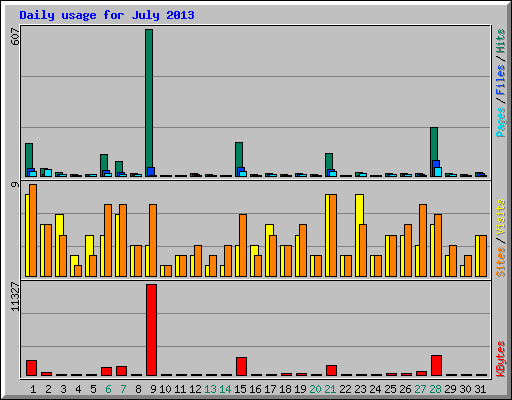 Daily usage for July 2013
607
Pages / Files / Hits
9
Sites / Visits
11327
KBytes
1 2 3 4 5 6 7 8 9 10 11 12 13 14 15 16 17 18 19 20 21 22 23 24 25 26 27 28 29 30 31